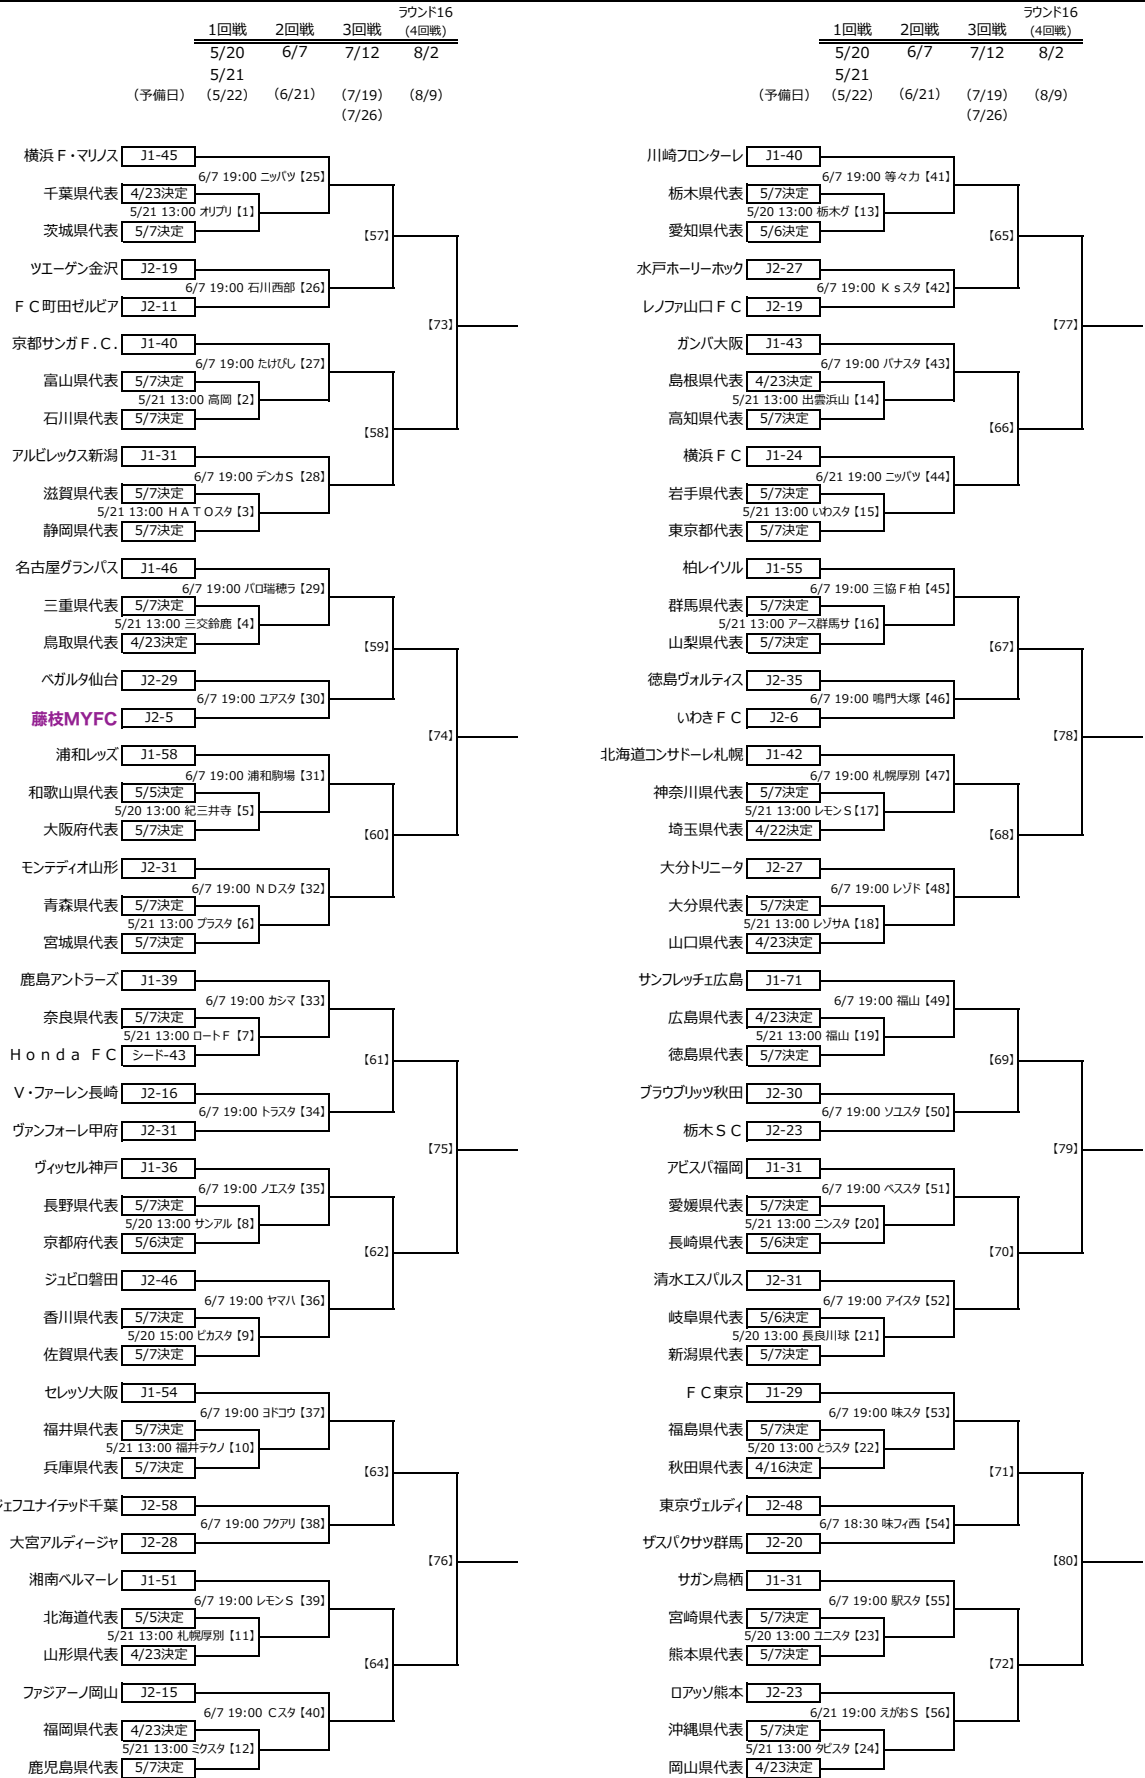 ラウンド16
1回戦 2回戦 3回戦 (4回戦)
5/20 6/7 7/12 8/2
5/21
(予備日) (5/22) (6/21) (7/19) (8/9)
(7/26)
横浜Ｆ・マリノス J1-45
6/7 19:00 ニッパツ【25】
千葉県代表 4/23決定
5/21 13:00 オリプリ【1】
茨城県代表 5/7決定
【57】
ツエーゲン金沢 J2-19
6/7 19:00 石川西部【26】
ＦＣ町田ゼルビア J2-11
【73】
京都サンガＦ.Ｃ. J1-40
6/7 19:00 たけびし【27】
富山県代表 5/7決定
5/21 13:00 高岡【2】
石川県代表 5/7決定
【58】
アルビレックス新潟 J1-31
6/7 19:00 デンカＳ【28】
滋賀県代表 5/7決定
5/21 13:00 ＨＡＴＯスタ【3】
静岡県代表 5/7決定
名古屋グランパス J1-46
6/7 19:00 パロ瑞穂ラ【29】
三重県代表 5/7決定
5/21 13:00 三交鈴鹿【4】
鳥取県代表 4/23決定
【59】
ベガルタ仙台 J2-29
6/7 19:00 ユアスタ【30】
藤枝MYFC J2-5
【74】
浦和レッズ J1-58
6/7 19:00 浦和駒場【31】
和歌山県代表 5/5決定
5/20 13:00 紀三井寺【5】
大阪府代表 5/7決定
【60】
モンテディオ山形 J2-31
6/7 19:00 ＮＤスタ【32】
青森県代表 5/7決定
5/21 13:00 プラスタ【6】
宮城県代表 5/7決定
鹿島アントラーズ J1-39
6/7 19:00 カシマ【33】
奈良県代表 5/7決定
5/21 13:00 ロートＦ【7】
Ｈｏｎｄａ ＦＣ シード-43
【61】
Ｖ・ファーレン長崎 J2-16
6/7 19:00 トラスタ【34】
ヴァンフォーレ甲府 J2-31
【75】
ヴィッセル神戸 J1-36
6/7 19:00 ノエスタ【35】
長野県代表 5/7決定
5/20 13:00 サンアル【8】
京都府代表 5/6決定
【62】
ジュビロ磐田 J2-46
6/7 19:00 ヤマハ【36】
香川県代表 5/7決定
5/20 15:00 ピカスタ【9】
佐賀県代表 5/7決定
セレッソ大阪 J1-54
6/7 19:00 ヨドコウ【37】
福井県代表 5/7決定
5/21 13:00 福井テクノ【10】
兵庫県代表 5/7決定
【63】
ジェフユナイテッド千葉 J2-58
6/7 19:00 フクアリ【38】
大宮アルディージャ J2-28
【76】
湘南ベルマーレ J1-51
6/7 19:00 レモンＳ【39】
北海道代表 5/5決定
5/21 13:00 札幌厚別【11】
山形県代表 4/23決定
【64】
ファジアーノ岡山 J2-15
6/7 19:00 Ｃスタ【40】
福岡県代表 4/23決定
5/21 13:00 ミクスタ【12】
鹿児島県代表 5/7決定
ラウンド16
1回戦 2回戦 3回戦 (4回戦)
5/20 6/7 7/12 8/2
5/21
(予備日) (5/22) (6/21) (7/19) (8/9)
(7/26)
川崎フロンターレ J1-40
6/7 19:00 等々力【41】
栃木県代表 5/7決定
5/20 13:00 栃木グ【13】
愛知県代表 5/6決定
【65】
水戸ホーリーホック J2-27
6/7 19:00 Ｋｓスタ【42】
レノファ山口ＦＣ J2-19
【77】
ガンバ大阪 J1-43
6/7 19:00 パナスタ【43】
島根県代表 4/23決定
5/21 13:00 出雲浜山【14】
高知県代表 5/7決定
【66】
横浜ＦＣ J1-24
6/21 19:00 ニッパツ【44】
岩手県代表 5/7決定
5/21 13:00 いわスタ【15】
東京都代表 5/7決定
柏レイソル J1-55
6/7 19:00 三協Ｆ柏【45】
群馬県代表 5/7決定
5/21 13:00 アース群馬サ【16】
山梨県代表 5/7決定
【67】
徳島ヴォルティス J2-35
6/7 19:00 鳴門大塚【46】
いわきＦＣ J2-6
【78】
北海道コンサドーレ札幌 J1-42
6/7 19:00 札幌厚別【47】
神奈川県代表 5/7決定
5/21 13:00 レモンＳ【17】
埼玉県代表 4/22決定
【68】
大分トリニータ J2-27
6/7 19:00 レゾド【48】
大分県代表 5/7決定
5/21 13:00 レゾサA【18】
山口県代表 4/23決定
サンフレッチェ広島 J1-71
6/7 19:00 福山【49】
広島県代表 4/23決定
5/21 13:00 福山【19】
徳島県代表 5/7決定
【69】
ブラウブリッツ秋田 J2-30
6/7 19:00 ソユスタ【50】
栃木ＳＣ J2-23
【79】
アビスパ福岡 J1-31
6/7 19:00 ベススタ【51】
愛媛県代表 5/7決定
5/21 13:00 ニンスタ【20】
長崎県代表 5/6決定
【70】
清水エスパルス J2-31
6/7 19:00 アイスタ【52】
岐阜県代表 5/6決定
5/20 13:00 長良川球【21】
新潟県代表 5/7決定
ＦＣ東京 J1-29
6/7 19:00 味スタ【53】
福島県代表 5/7決定
5/20 13:00 とうスタ【22】
秋田県代表 4/16決定
【71】
東京ヴェルディ J2-48
6/7 18:30 味フィ西【54】
ザスパクサツ群馬 J2-20
【80】
サガン鳥栖 J1-31
6/7 19:00 駅スタ【55】
宮崎県代表 5/7決定
5/20 13:00 ユニスタ【23】
熊本県代表 5/7決定
【72】
ロアッソ熊本 J2-23
6/21 19:00 えがおＳ【56】
沖縄県代表 5/7決定
5/21 13:00 タピスタ【24】
岡山県代表 4/23決定